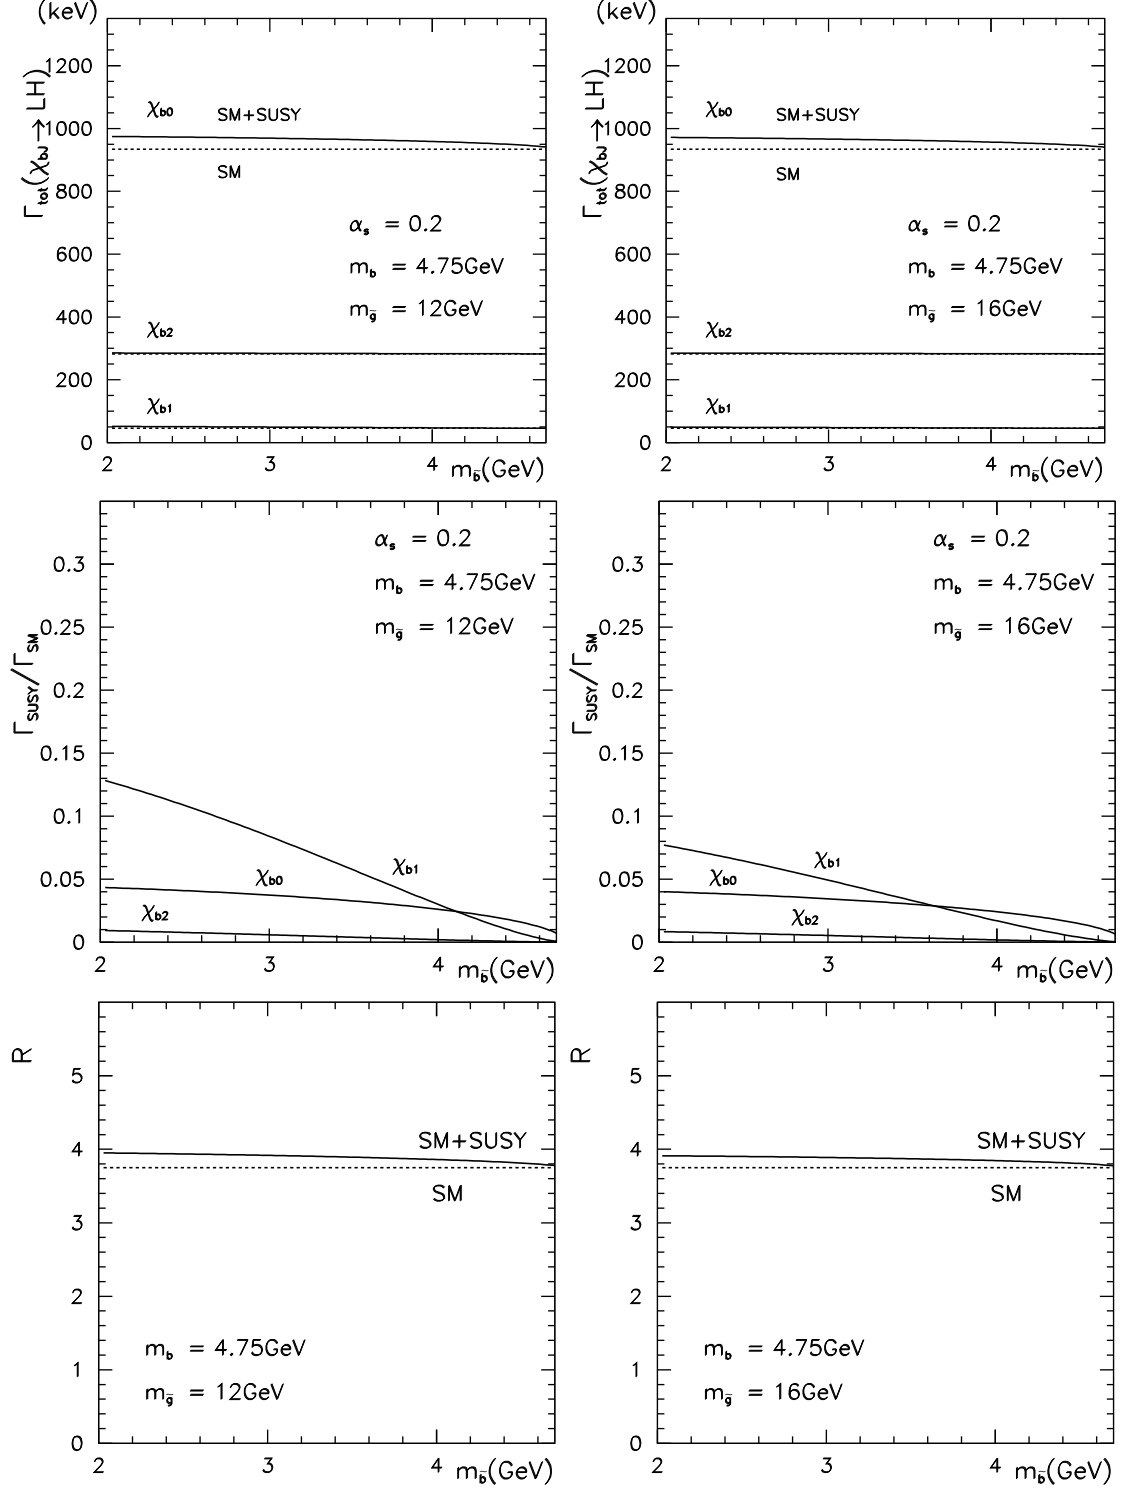 (keV)
Γtot(χbJ → LH)
1200
1000
800
600
400
200
0
χb0
SM+SUSY
SM
αs = 0.2
mb = 4.75GeV
mg̃ = 12GeV
χb2
χb1
2
3
4
mb̃(GeV)
(keV)
Γtot(χbJ → LH)
1200
1000
800
600
400
200
0
χb0
SM+SUSY
SM
αs = 0.2
mb = 4.75GeV
mg̃ = 16GeV
χb2
χb1
2
3
4
mb̃(GeV)
ΓSUSY/ΓSM
0.3
0.25
0.2
0.15
0.1
0.05
0
αs = 0.2
mb = 4.75GeV
mg̃ = 12GeV
χb1
χb0
χb2
2
3
4
mb̃(GeV)
ΓSUSY/ΓSM
0.3
0.25
0.2
0.15
0.1
0.05
0
αs = 0.2
mb = 4.75GeV
mg̃ = 16GeV
χb1
χb0
χb2
2
3
4
mb̃(GeV)
R
5
4
3
2
1
0
SM+SUSY
SM
mb = 4.75GeV
mg̃ = 12GeV
2
3
4
mb̃(GeV)
R
5
4
3
2
1
0
SM+SUSY
SM
mb = 4.75GeV
mg̃ = 16GeV
2
3
4
mb̃(GeV)